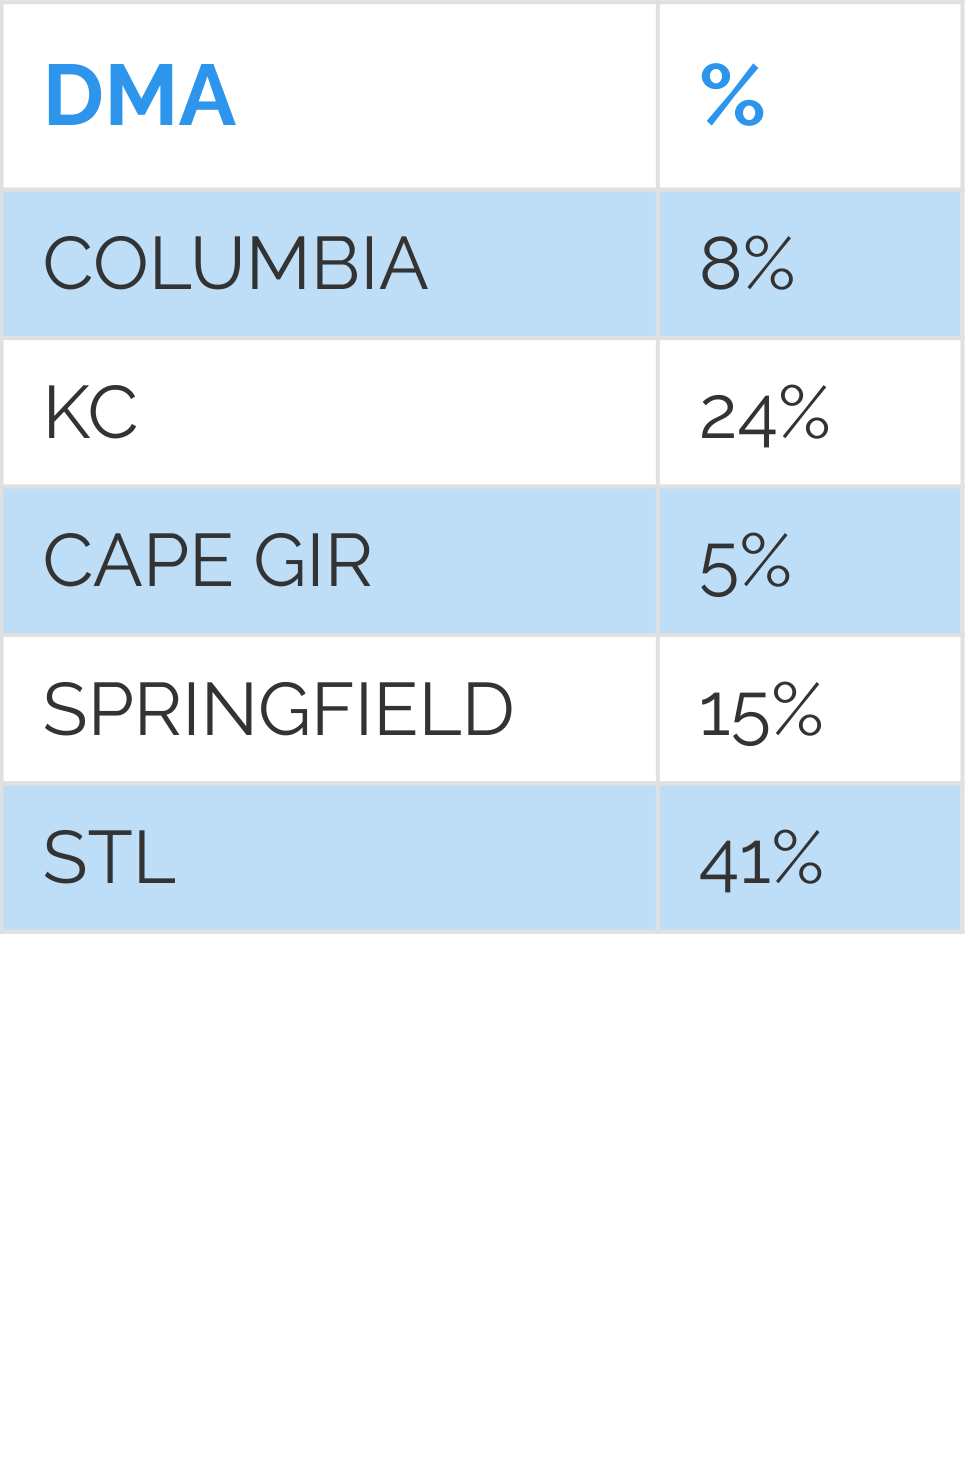 DMA %
COLUMBIA 8%
KC 24%
CAPE GIR 5%
SPRINGFIELD 15%
STL 41%